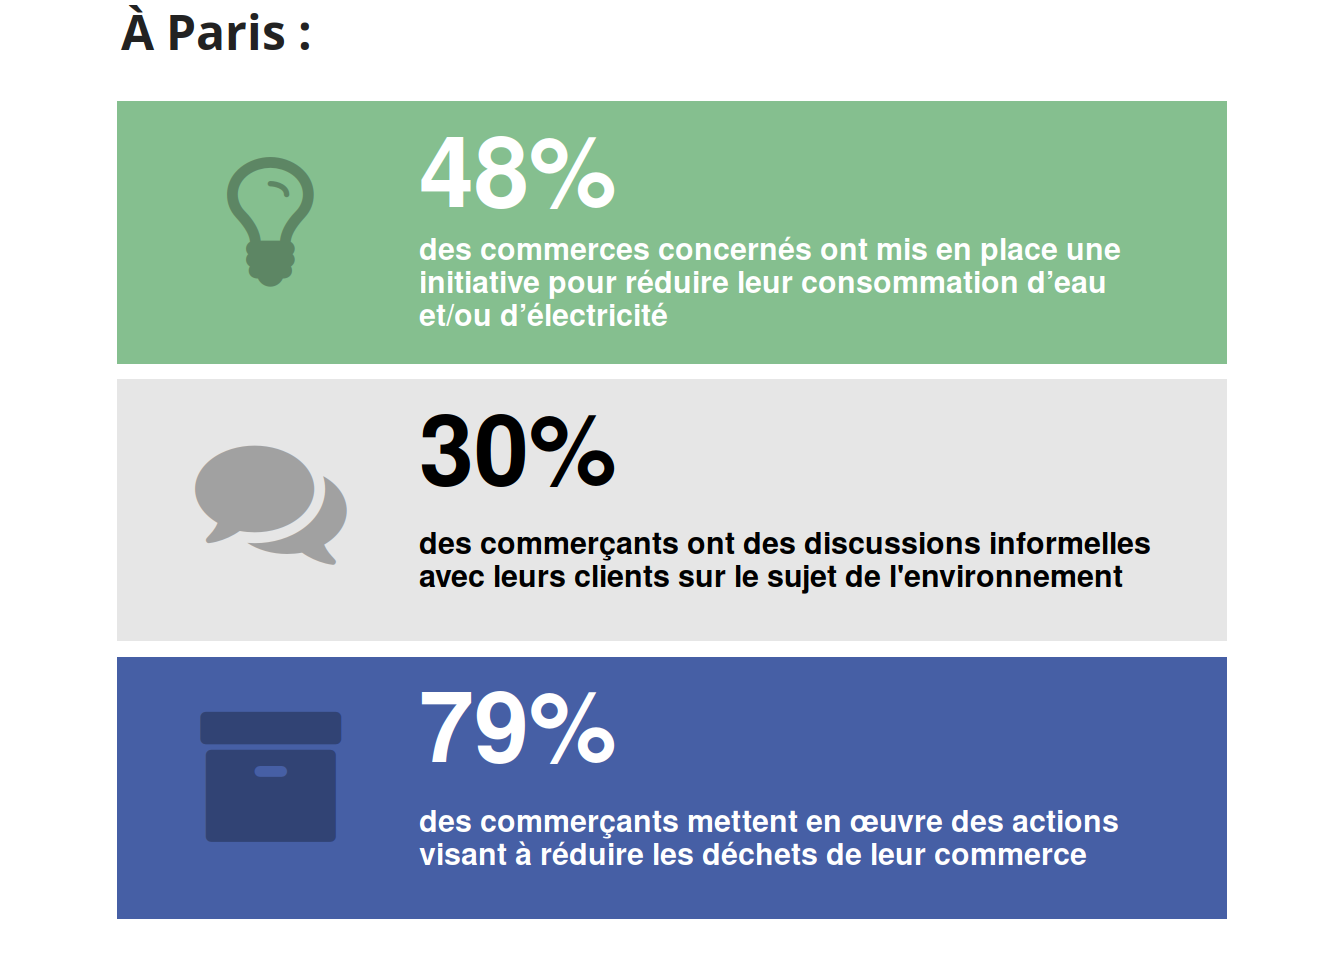 À Paris :
48%
des commerces concernés ont mis en place une
initiative pour réduire leur consommation d’eau
et/ou d’électricité
30%
des commerçants ont des discussions informelles
avec leurs clients sur le sujet de l'environnement
79%
des commerçants mettent en œuvre des actions
visant à réduire les déchets de leur commerce